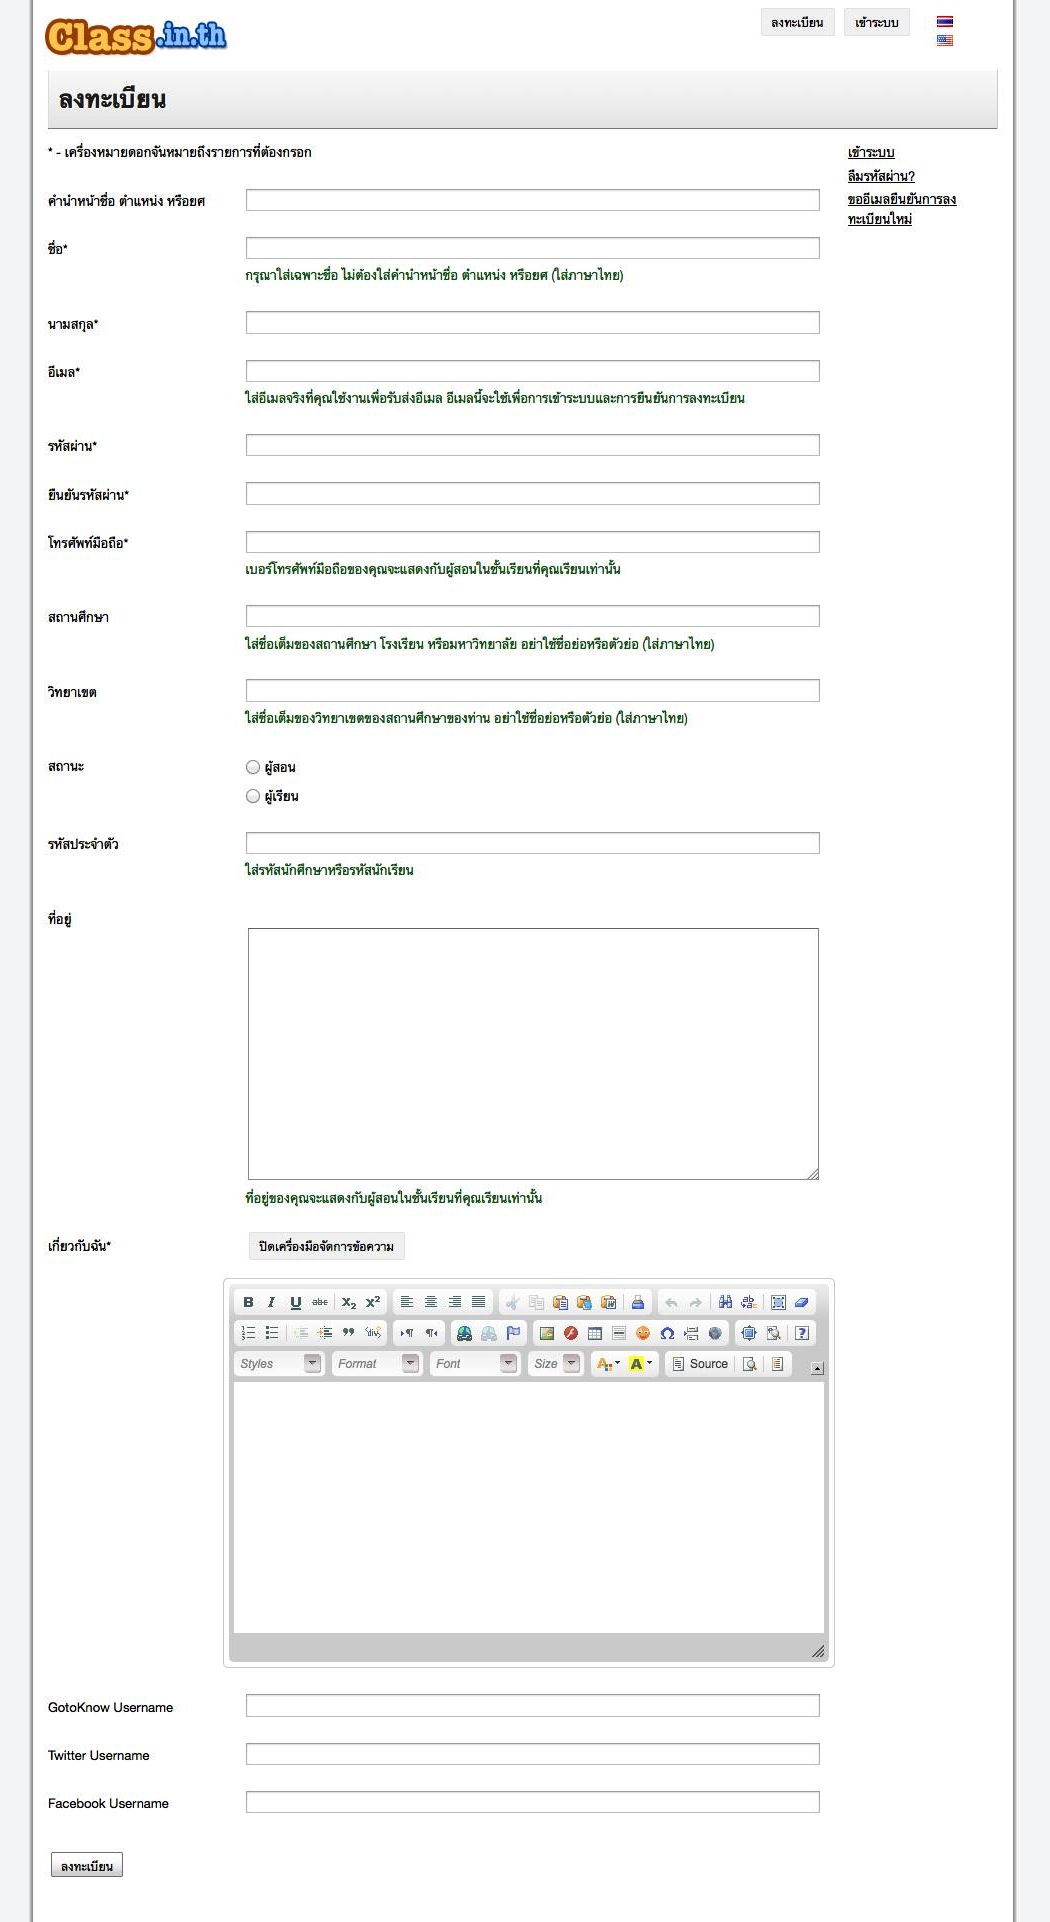 Class.in.th
ลงทะเบียน
เข้าระบบ
ลงทะเบียน
* - เครื่องหมายดอกจันหมายถึงรายการที่ต้องกรอก
เข้าระบบ
ลืมรหัสผ่าน?
ขออีเมลยืนยันการลง
ทะเบียนใหม่
คำนำหน้าชื่อ ตำแหน่ง หรือยศ
ชื่อ*
กรุณาใส่เฉพาะชื่อ ไม่ต้องใส่คำนำหน้าชื่อ ตำแหน่ง หรือยศ (ใส่ภาษาไทย)
นามสกุล*
อีเมล*
ใส่อีเมลจริงที่คุณใช้งานเพื่อรับส่งอีเมล อีเมลนี้จะใช้เพื่อการเข้าระบบและการยืนยันการลงทะเบียน
รหัสผ่าน*
ยืนยันรหัสผ่าน*
โทรศัพท์มือถือ*
เบอร์โทรศัพท์มือถือของคุณจะแสดงกับผู้สอนในชั้นเรียนที่คุณเรียนเท่านั้น
สถานศึกษา
ใส่ชื่อเต็มของสถานศึกษา โรงเรียน หรือมหาวิทยาลัย อย่าใช้ชื่อย่อหรือตัวย่อ (ใส่ภาษาไทย)
วิทยาเขต
ใส่ชื่อเต็มของวิทยาเขตของสถานศึกษาของท่าน อย่าใช้ชื่อย่อหรือตัวย่อ (ใส่ภาษาไทย)
สถานะ
ผู้สอน
ผู้เรียน
รหัสประจำตัว
ใส่รหัสนักศึกษาหรือรหัสนักเรียน
ที่อยู่
ที่อยู่ของคุณจะแสดงกับผู้สอนในชั้นเรียนที่คุณเรียนเท่านั้น
เกี่ยวกับฉัน*
ปิดเครื่องมือจัดการข้อความ
B I U abc X₂ X²
Styles Format Font Size A A Source
GotoKnow Username
Twitter Username
Facebook Username
ลงทะเบียน